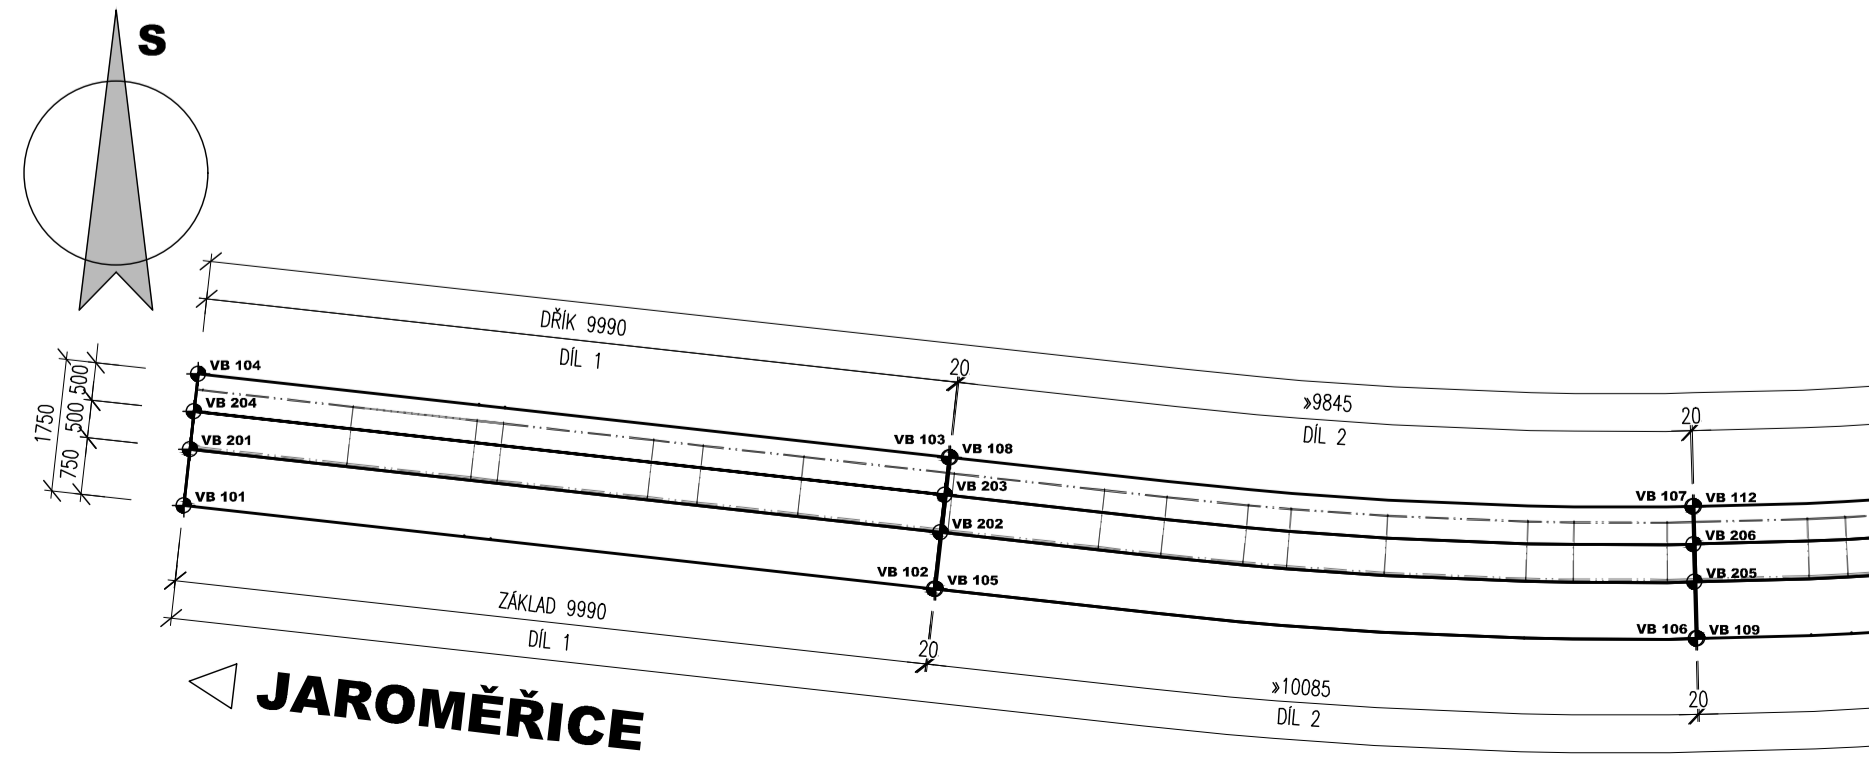 S
DŘÍK 9990
DÍL 1
20
»9845
DÍL 2
20
500
500
750
1750
VB 104
VB 204
VB 201
VB 101
VB 103
VB 108
VB 203
VB 202
VB 102
VB 105
VB 107
VB 112
VB 206
VB 205
VB 106
VB 109
ZÁKLAD 9990
DÍL 1
20
»10085
DÍL 2
20
JAROMĚŘICE